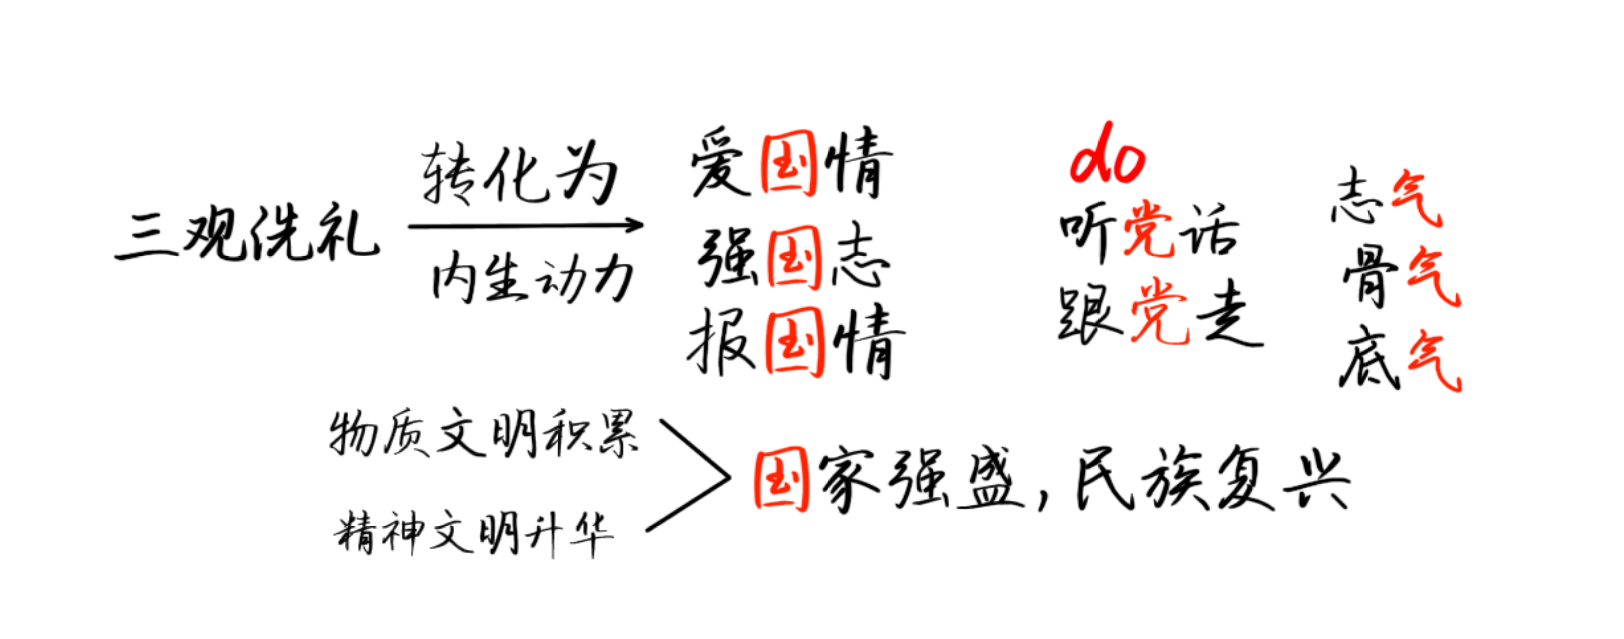 三观洗礼
转化为
内生动力
爱国情
强国志
报国情
do
听党话
跟党走
志气
骨气
底气
物质文明积累
精神文明升华
国家强盛,民族复兴